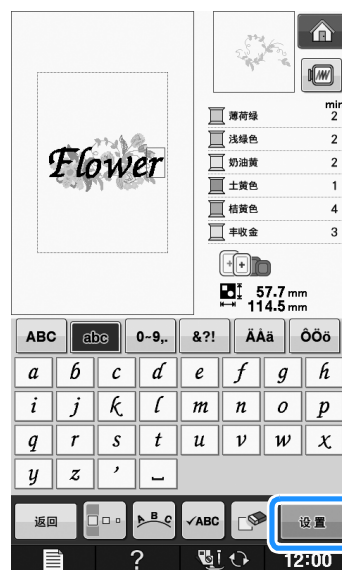 min
薄荷绿 2
浅绿色 2
奶油黄 2
土黄色 1
桔黄色 4
丰收金 3
Flower
57.7 mm
114.5 mm
ABC abc 0~9,. &?! ÄÅä ÔÖö
a b c d e f g h
i j k l m n o p
q r s t u v w x
y z ’ ⎵
返回 A B C ✓ABC 设置
? 12:00